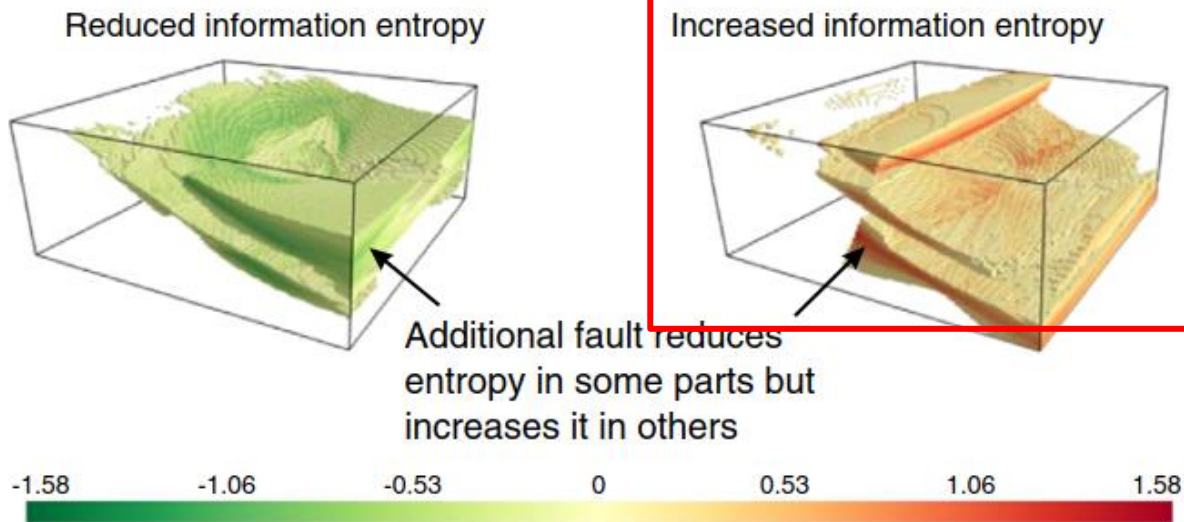 Reduced information entropy
Increased information entropy
Additional fault reduces
entropy in some parts but
increases it in others
-1.58 -1.06 -0.53 0 0.53 1.06 1.58